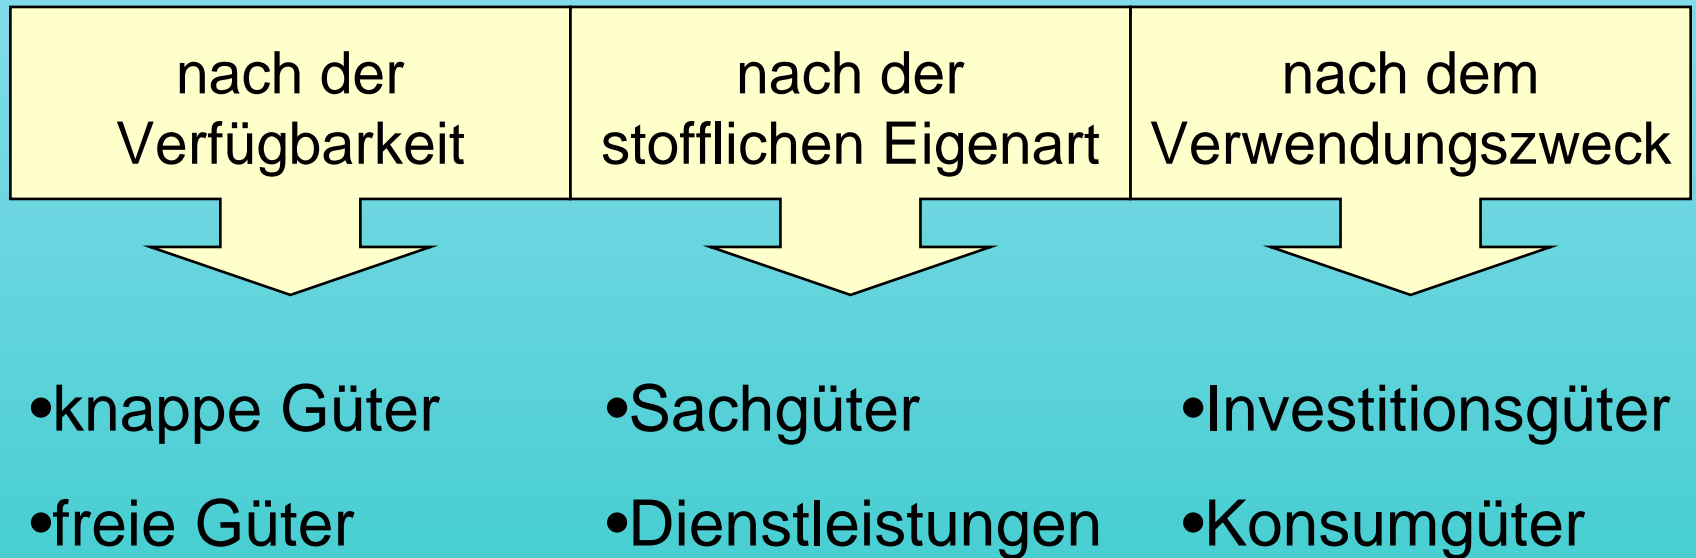 nach der
Verfügbarkeit
nach der
stofflichen Eigenart
nach dem
Verwendungszweck
•knappe Güter
•freie Güter
•Sachgüter
•Dienstleistungen
•Investitionsgüter
•Konsumgüter